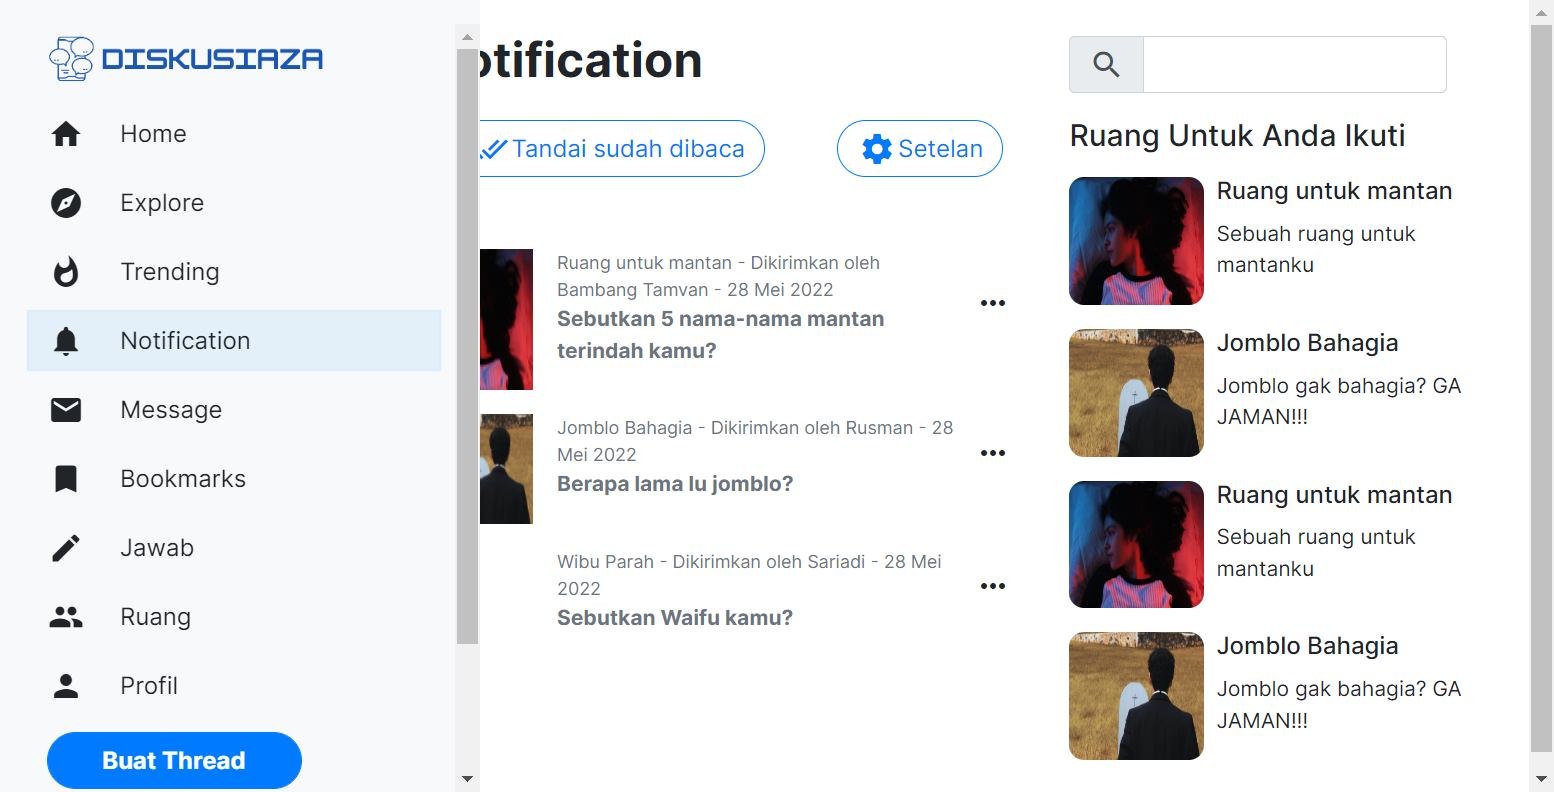 DISKUSIAZA
Home
Explore
Trending
Notification
Message
Bookmarks
Jawab
Ruang
Profil
Buat Thread
otification
Tandai sudah dibaca
Setelan
Ruang untuk mantan - Dikirimkan oleh
Bambang Tamvan - 28 Mei 2022
Sebutkan 5 nama-nama mantan
terindah kamu?
Jomblo Bahagia - Dikirimkan oleh Rusman - 28
Mei 2022
Berapa lama lu jomblo?
Wibu Parah - Dikirimkan oleh Sariadi - 28 Mei
2022
Sebutkan Waifu kamu?
Ruang Untuk Anda Ikuti
Ruang untuk mantan
Sebuah ruang untuk
mantanku
Jomblo Bahagia
Jomblo gak bahagia? GA
JAMAN!!!
Ruang untuk mantan
Sebuah ruang untuk
mantanku
Jomblo Bahagia
Jomblo gak bahagia? GA
JAMAN!!!